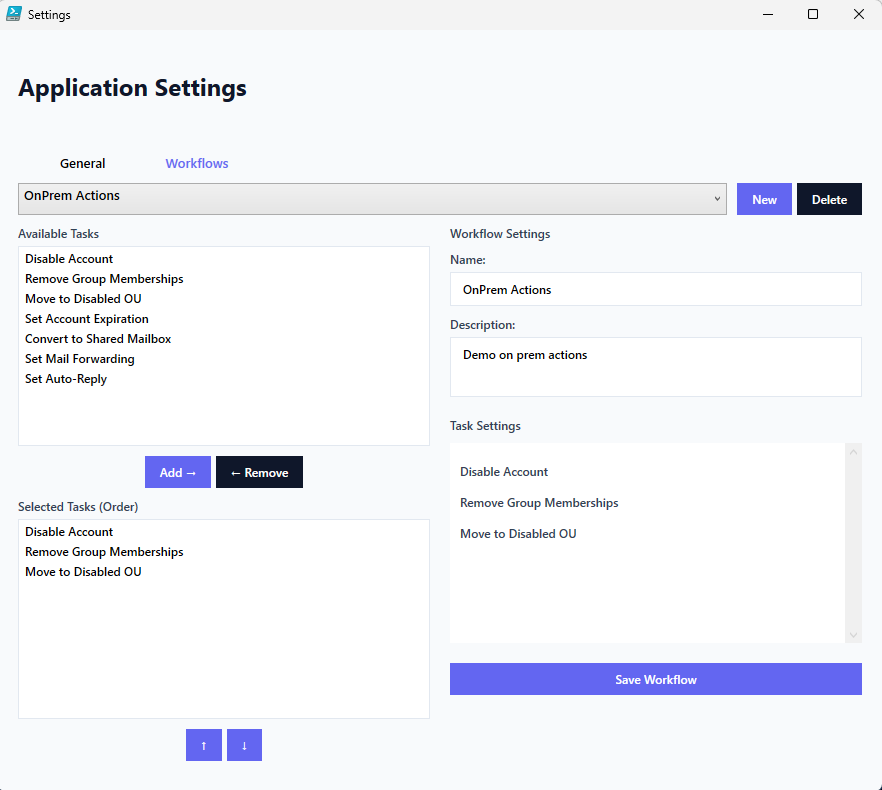 Settings
Application Settings
General
Workflows
OnPrem Actions
New
Delete
Available Tasks
Disable Account
Remove Group Memberships
Move to Disabled OU
Set Account Expiration
Convert to Shared Mailbox
Set Mail Forwarding
Set Auto-Reply
Add →
← Remove
Selected Tasks (Order)
Disable Account
Remove Group Memberships
Move to Disabled OU
↑
↓
Workflow Settings
Name:
OnPrem Actions
Description:
Demo on prem actions
Task Settings
Disable Account
Remove Group Memberships
Move to Disabled OU
Save Workflow